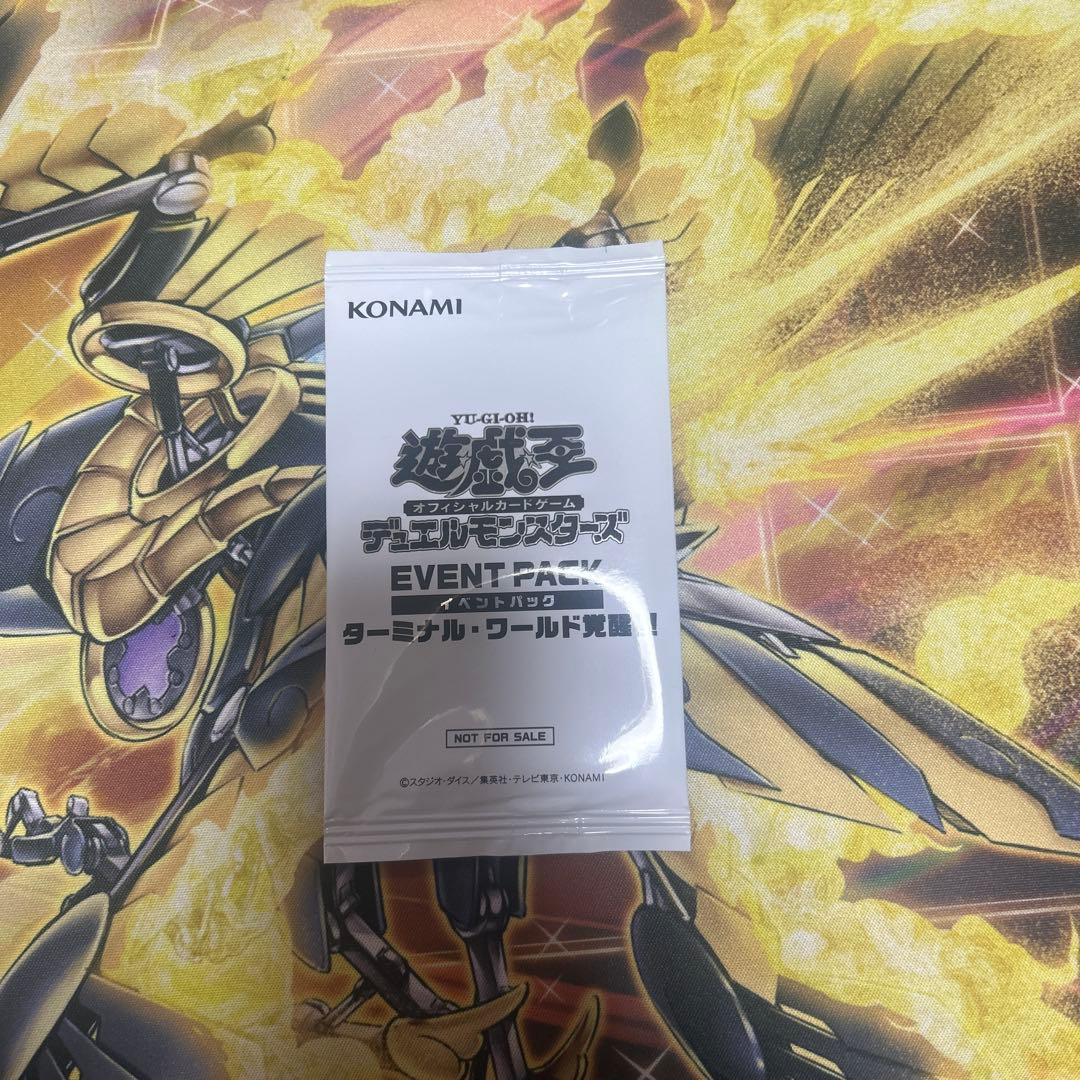 KONAMI
YU-GI-OH!
遊戯王
オフィシャルカードゲーム
デュエルモンスターズ
EVENT PACK
イベントパック
ターミナル・ワールド覚醒!!
NOT FOR SALE
©スタジオ・ダイス/集英社・テレビ東京・KONAMI